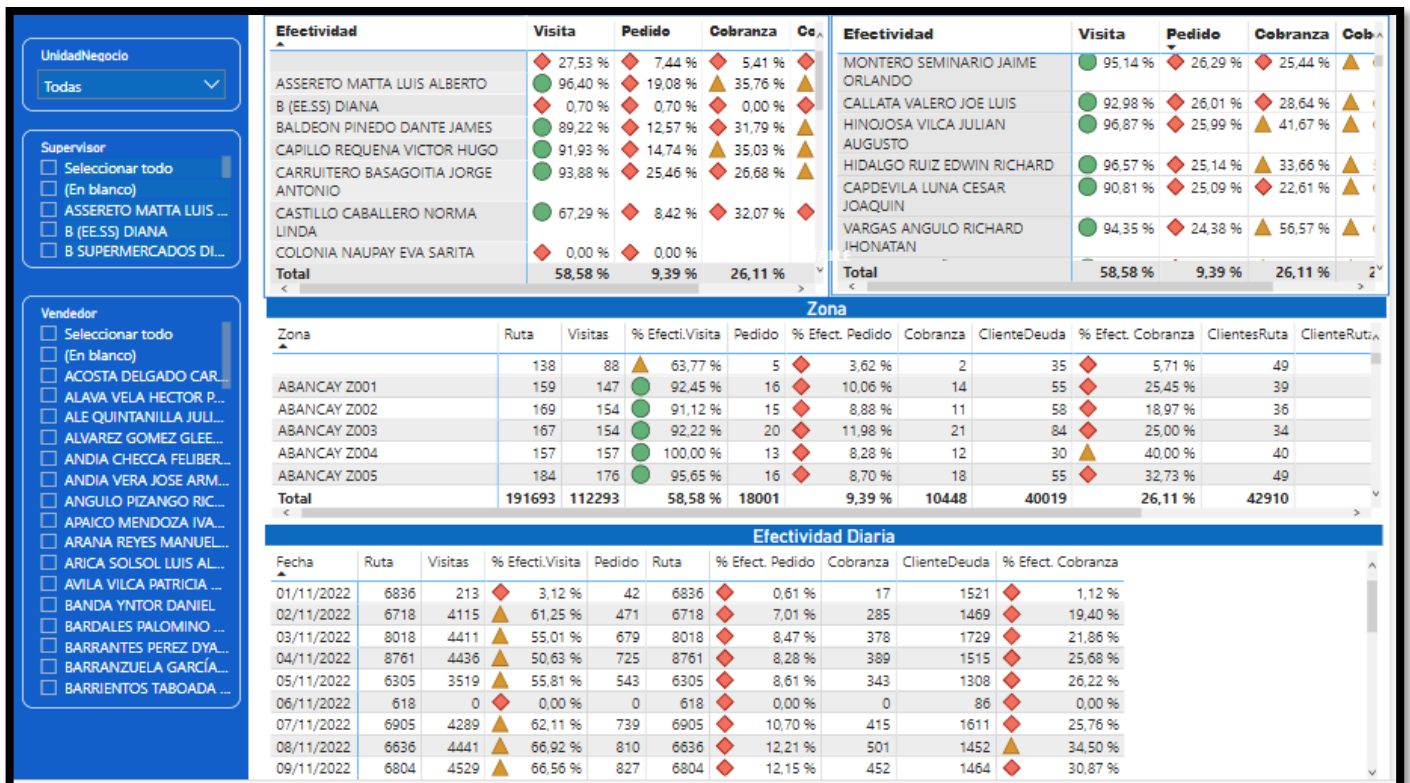 UnidadNegocio
Todas
Supervisor
Seleccionar todo
(En blanco)
ASSERETO MATTA LUIS ...
B (EE.SS) DIANA
B SUPERMERCADOS DI...
Vendedor
Seleccionar todo
(En blanco)
ACOSTA DELGADO CAR...
ALAVA VELA HECTOR P...
ALE QUINTANILLA JULI...
ALVAREZ GOMEZ GLEE...
ANDIA CHECCA FELIBER...
ANDIA VERA JOSE ARM...
ANGULO PIZANGO RIC...
APAICO MENDOZA IVA...
ARANA REYES MANUEL...
ARICA SOLSOL LUIS AL...
AVILA VILCA PATRICIA ...
BANDA YNTOR DANIEL
BARDALES PALOMINO ...
BARRANTES PEREZ DYA...
BARRANZUELA GARCÍA...
BARRIENTOS TABOADA ...
Efectividad Visita Pedido Cobranza Co
27,53 % 7,44 % 5,41 %
ASSERETO MATTA LUIS ALBERTO 96,40 % 19,08 % 35,76 %
B (EE.SS) DIANA 0,70 % 0,70 % 0,00 %
BALDEON PINEDO DANTE JAMES 89,22 % 12,57 % 31,79 %
CAPILLO REQUENA VICTOR HUGO 91,93 % 14,74 % 35,03 %
CARRUITERO BASAGOITIA JORGE 93,88 % 25,46 % 26,68 %
ANTONIO
CASTILLO CABALLERO NORMA 67,29 % 8,42 % 32,07 %
LINDA
COLONIA NAUPAY EVA SARITA 0,00 % 0,00 %
Total 58,58 % 9,39 % 26,11 %
Efectividad Visita Pedido Cobranza Cob
MONTERO SEMINARIO JAIME 95,14 % 26,29 % 25,44 %
ORLANDO
CALLATA VALERO JOE LUIS 92,98 % 26,01 % 28,64 %
HINOJOSA VILCA JULIAN 96,87 % 25,99 % 41,67 %
AUGUSTO
HIDALGO RUIZ EDWIN RICHARD 96,57 % 25,14 % 33,66 %
CAPDEVILA LUNA CESAR 90,81 % 25,09 % 22,61 %
JOAQUIN
VARGAS ANGULO RICHARD 94,35 % 24,38 % 56,57 %
JHONATAN
Total 58,58 % 9,39 % 26,11 % 2
Zona
Zona Ruta Visitas % Efecti.Visita Pedido % Efect. Pedido Cobranza ClienteDeuda % Efect. Cobranza ClientesRuta ClienteRuta
138 88 63,77 % 5 3,62 % 2 35 5,71 % 49
ABANCAY Z001 159 147 92,45 % 16 10,06 % 14 55 25,45 % 39
ABANCAY Z002 169 154 91,12 % 15 8,88 % 11 58 18,97 % 36
ABANCAY Z003 167 154 92,22 % 20 11,98 % 21 84 25,00 % 34
ABANCAY Z004 157 157 100,00 % 13 8,28 % 12 30 40,00 % 40
ABANCAY Z005 184 176 95,65 % 16 8,70 % 18 55 32,73 % 49
Total 191693 112293 58,58 % 18001 9,39 % 10448 40019 26,11 % 42910
Efectividad Diaria
Fecha Ruta Visitas % Efecti.Visita Pedido Ruta % Efect. Pedido Cobranza ClienteDeuda % Efect. Cobranza
01/11/2022 6836 213 3,12 % 42 6836 0,61 % 17 1521 1,12 %
02/11/2022 6718 4115 61,25 % 471 6718 7,01 % 285 1469 19,40 %
03/11/2022 8018 4411 55,01 % 679 8018 8,47 % 378 1729 21,86 %
04/11/2022 8761 4436 50,63 % 725 8761 8,28 % 389 1515 25,68 %
05/11/2022 6305 3519 55,81 % 543 6305 8,61 % 343 1308 26,22 %
06/11/2022 618 0 0,00 % 0 618 0,00 % 0 86 0,00 %
07/11/2022 6905 4289 62,11 % 739 6905 10,70 % 415 1611 25,76 %
08/11/2022 6636 4441 66,92 % 810 6636 12,21 % 501 1452 34,50 %
09/11/2022 6804 4529 66,56 % 827 6804 12,15 % 452 1464 30,87 %